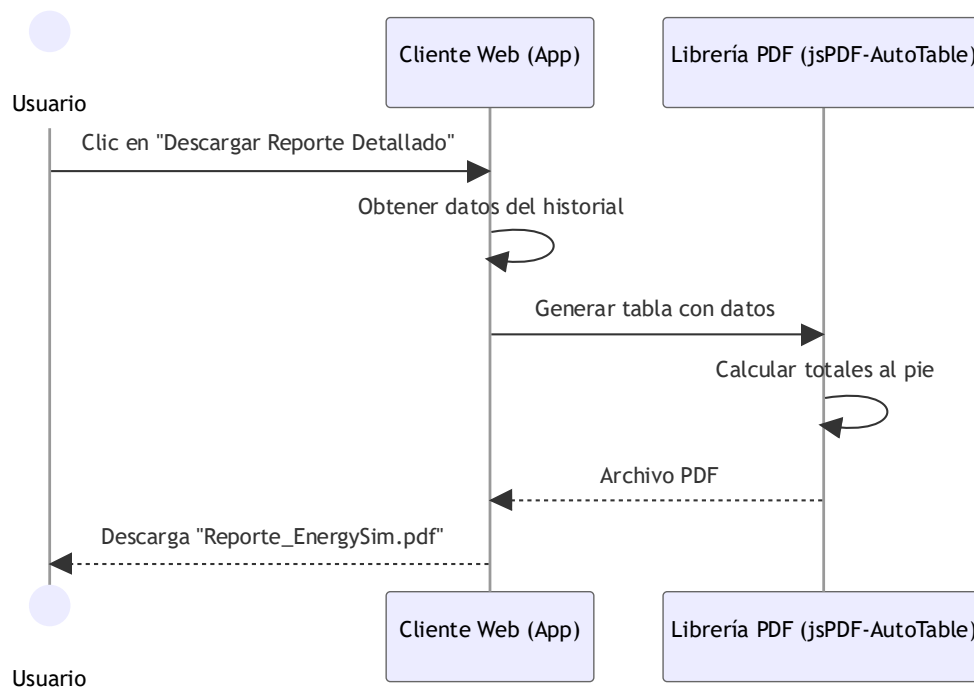 Cliente Web (App)
Librería PDF (jsPDF-AutoTable)
Usuario
Clic en "Descargar Reporte Detallado"
Obtener datos del historial
Generar tabla con datos
Calcular totales al pie
Archivo PDF
Descarga "Reporte_EnergySim.pdf"
Cliente Web (App)
Librería PDF (jsPDF-AutoTable)
Usuario